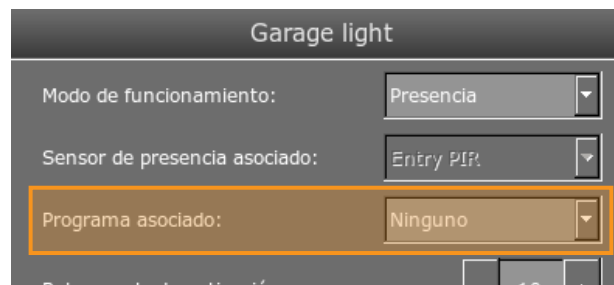 Garage light
Modo de funcionamiento: Presencia
Sensor de presencia asociado: Entry PIR
Programa asociado: Ninguno